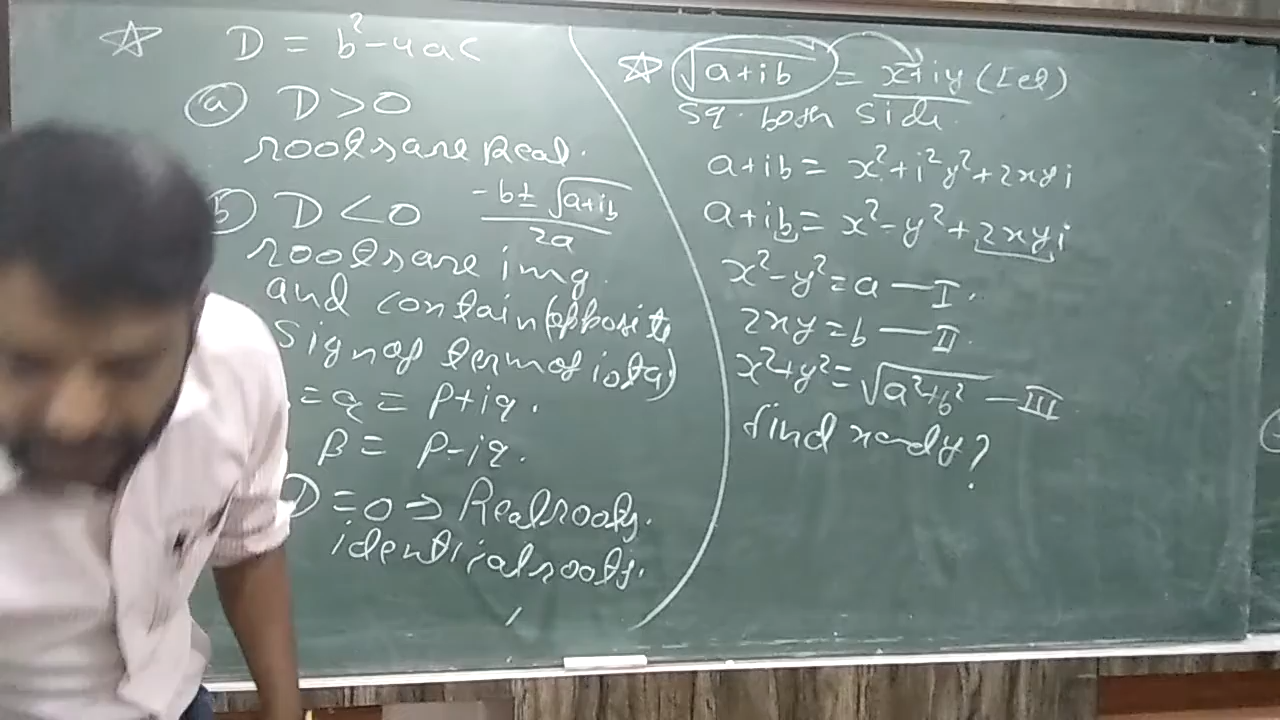 ☆ D = b² - 4ac
ⓐ D > 0
roots are Real.
ⓑ D < 0 -b ± √a+ib / 2a
roots are img
and contain (opposite
sign of term of iota)
= α = p + iq.
β = p - iq.
D = 0 → Real roots.
identical roots.
☆ √a+ib = x + iy (Let)
sq. both side.
a + ib = x² + i²y² + 2xyi
a + ib = x² - y² + 2xyi
x² - y² = a — I.
2xy = b — II
x² + y² = √a² + b² — III
find x and y?